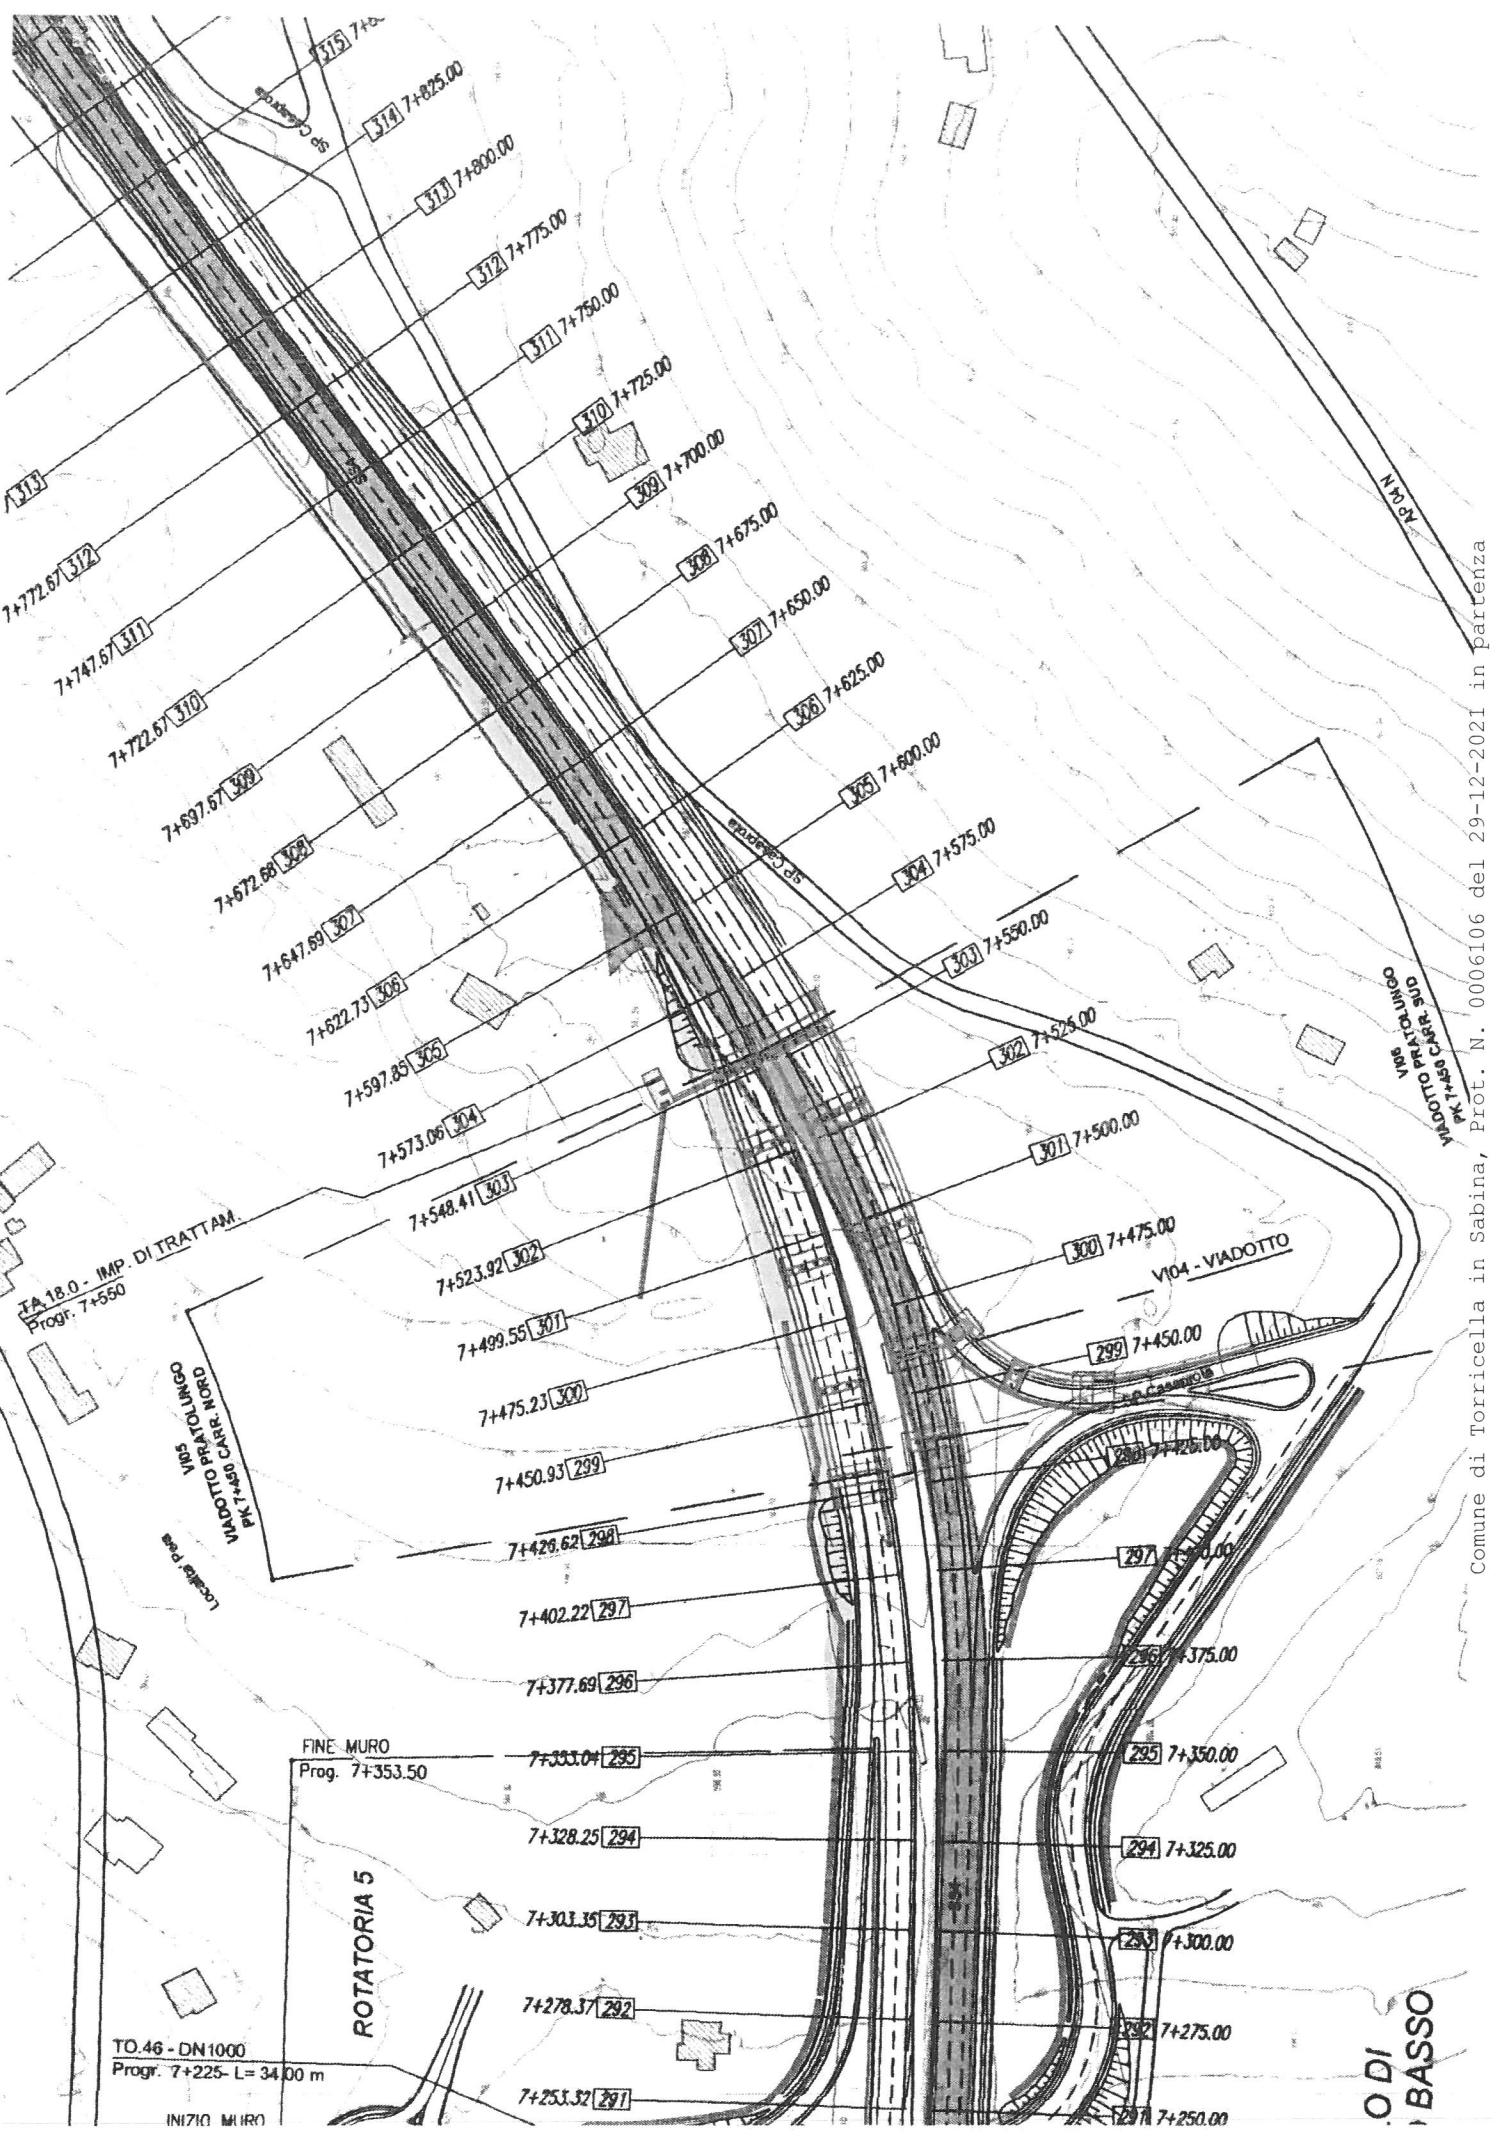 315
314 7+825.00
SP Casaprota
313 7+800.00
312 7+775.00
311 7+750.00
310 7+725.00
309 7+700.00
308 7+675.00
307 7+650.00
306 7+625.00
305 7+600.00
304 7+575.00
303 7+550.00
302 7+525.00
301 7+500.00
300 7+475.00
299 7+450.00
297
296 7+375.00
295 7+350.00
294 7+325.00
293 7+300.00
292 7+275.00
291 7+250.00
313
7+772.67 312
7+747.67 311
7+722.67 310
7+697.67 309
7+672.68 308
7+647.69 307
7+622.73 306
7+597.85 305
7+573.06 304
7+548.41 303
7+523.92 302
7+499.55 301
7+475.23 300
7+450.93 299
7+426.62 298
7+402.22 297
7+377.69 296
7+353.04 295
7+328.25 294
7+303.35 293
7+278.37 292
7+253.32 291
SP Casaprota
AP 04 N
VI06
VIADOTTO PRATOLUNGO
PK 7+450 CARR. SUD
VI04 - VIADOTTO
S.P. Casaprota
TA.18.0 - IMP. DI TRATTAM.
Progr. 7+550
VI05
VIADOTTO PRATOLUNGO
PK 7+450 CARR. NORD
FINE MURO
Prog. 7+353.50
ROTATORIA 5
TO.46 - DN1000
Progr. 7+225- L= 34.00 m
INIZIO MURO
O DI
BASSO
Comune di Torricella in Sabina, Prot. N. 0006106 del 29-12-2021 in partenza